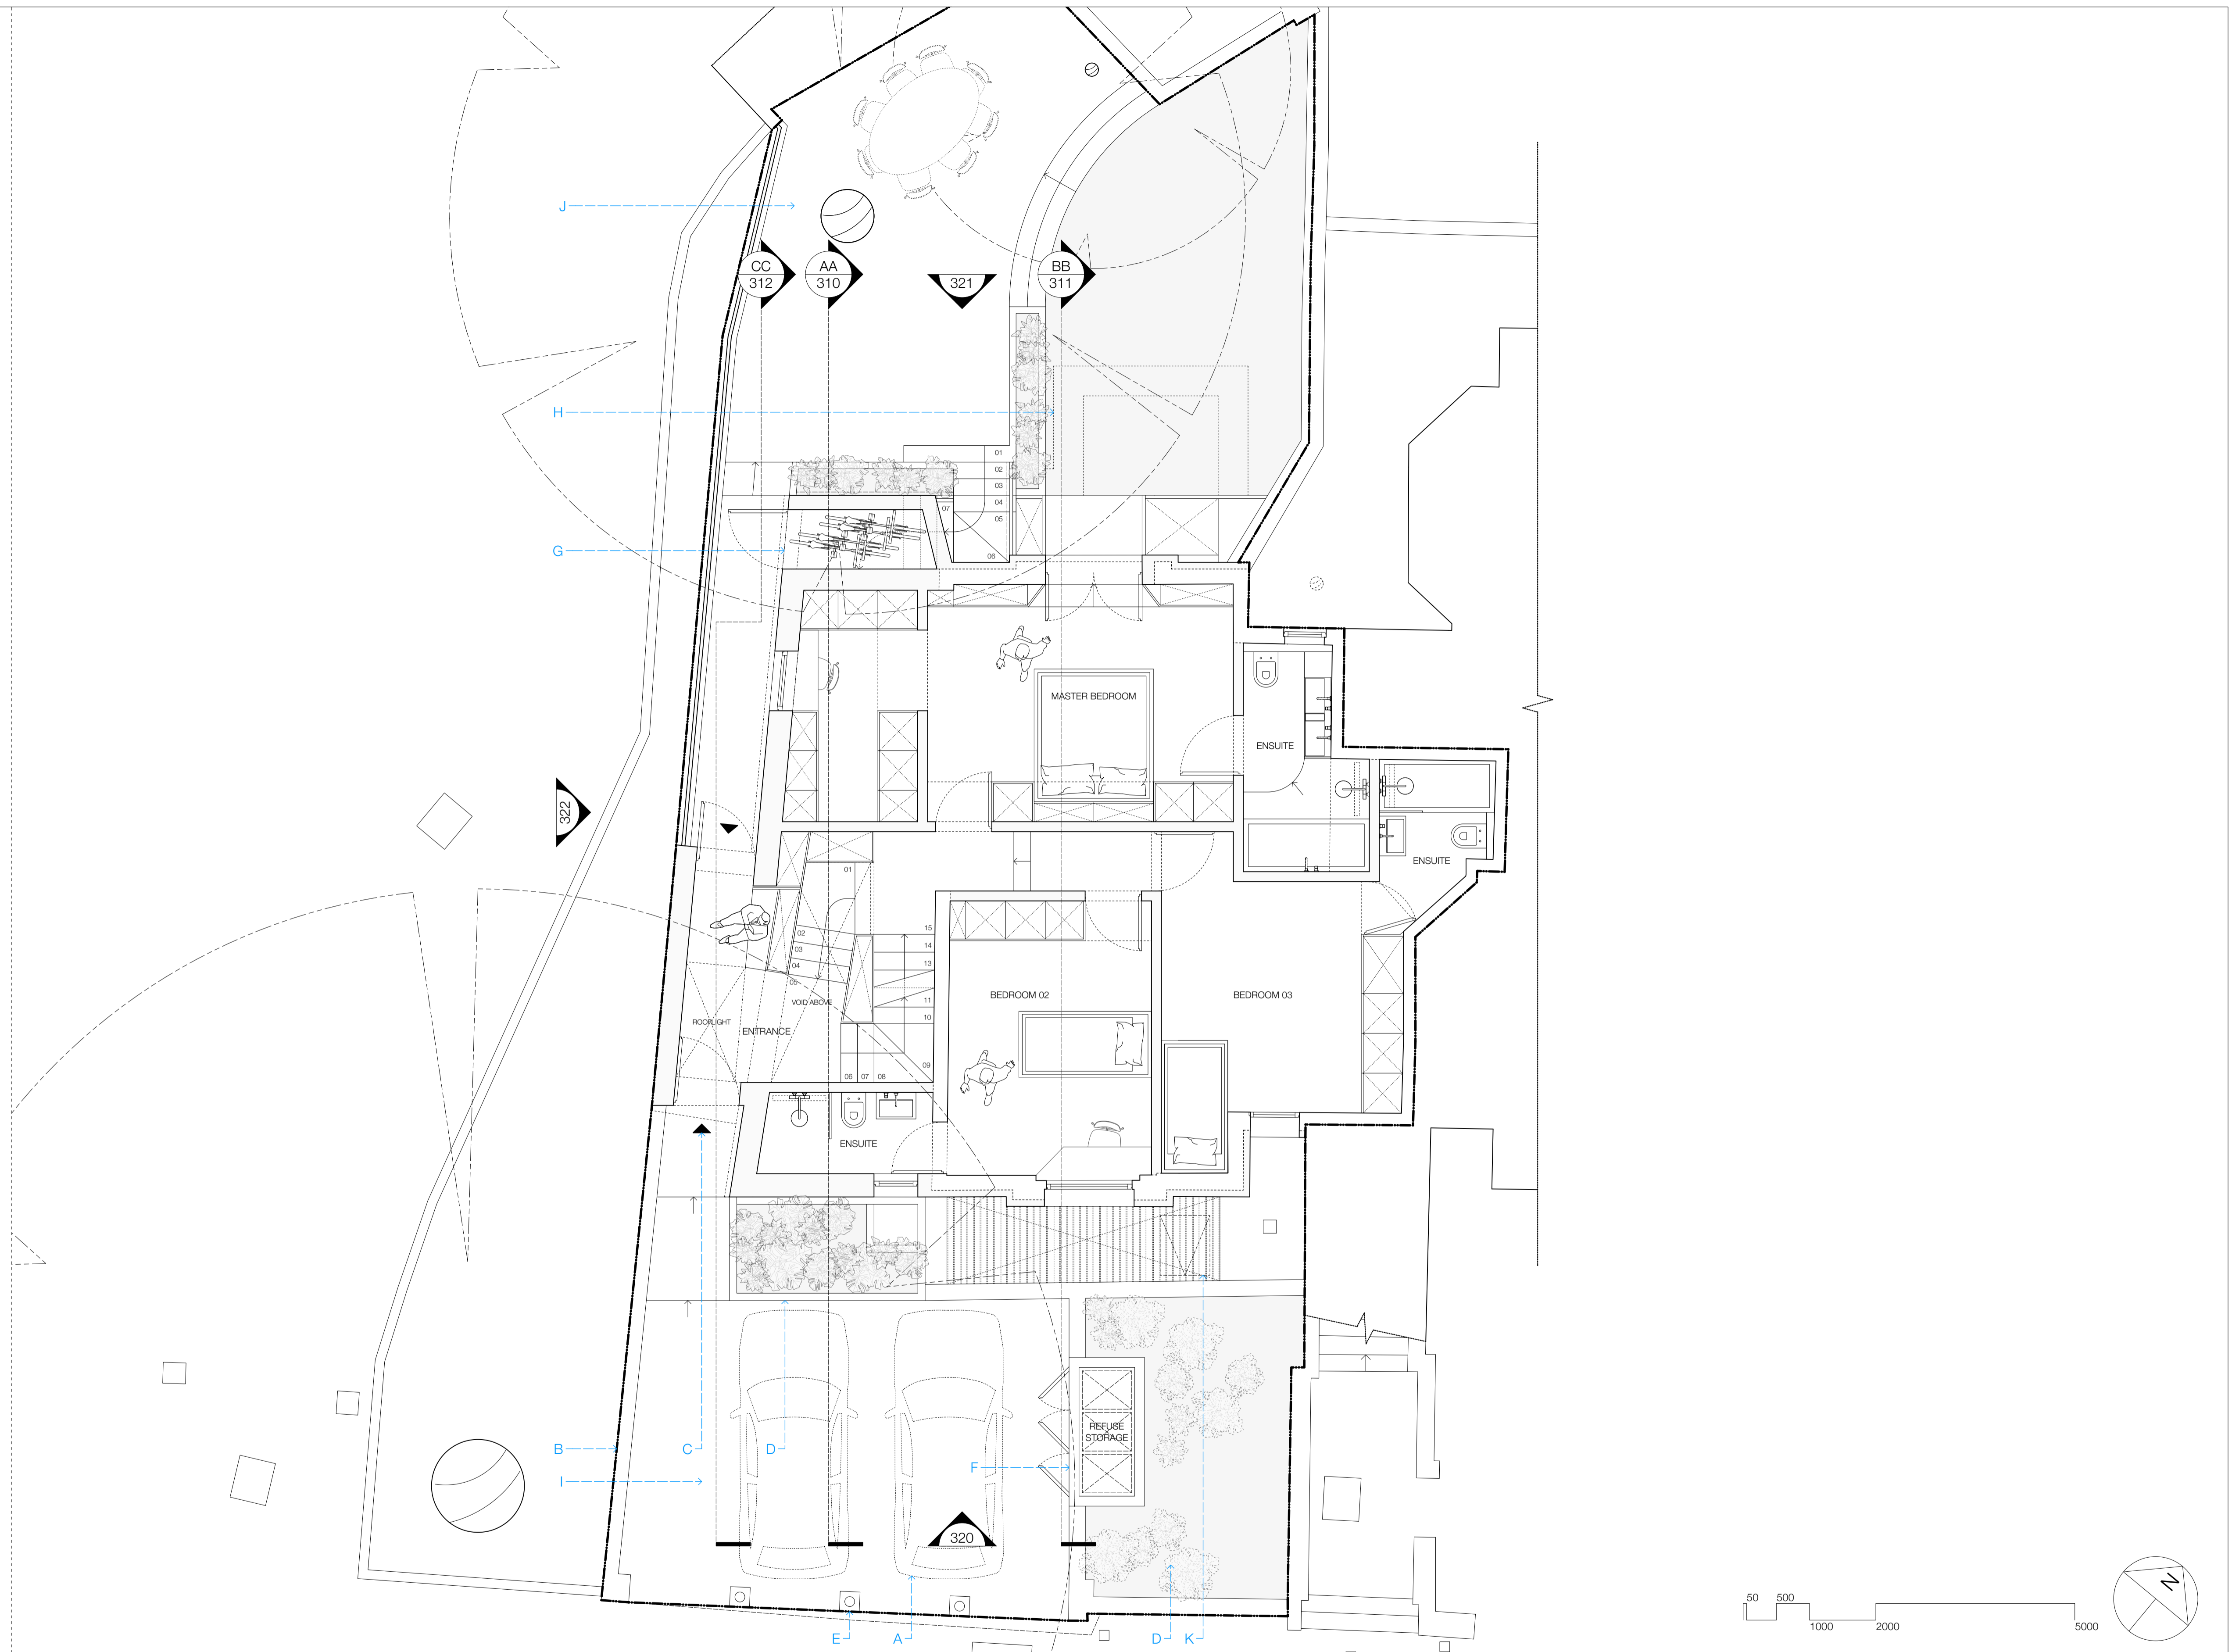 J
CC
312
AA
310
321
BB
311
H
01
02
03
04
05
07
06
G
MASTER BEDROOM
ENSUITE
322
ENSUITE
01
02
03
04
05
15
14
13
11
10
09
VOID ABOVE
ROOFLIGHT
ENTRANCE
BEDROOM 02
BEDROOM 03
06
07
08
ENSUITE
REFUSE
STORAGE
B
C
D
F
I
320
E
A
D
K
50
500
1000
2000
5000
N